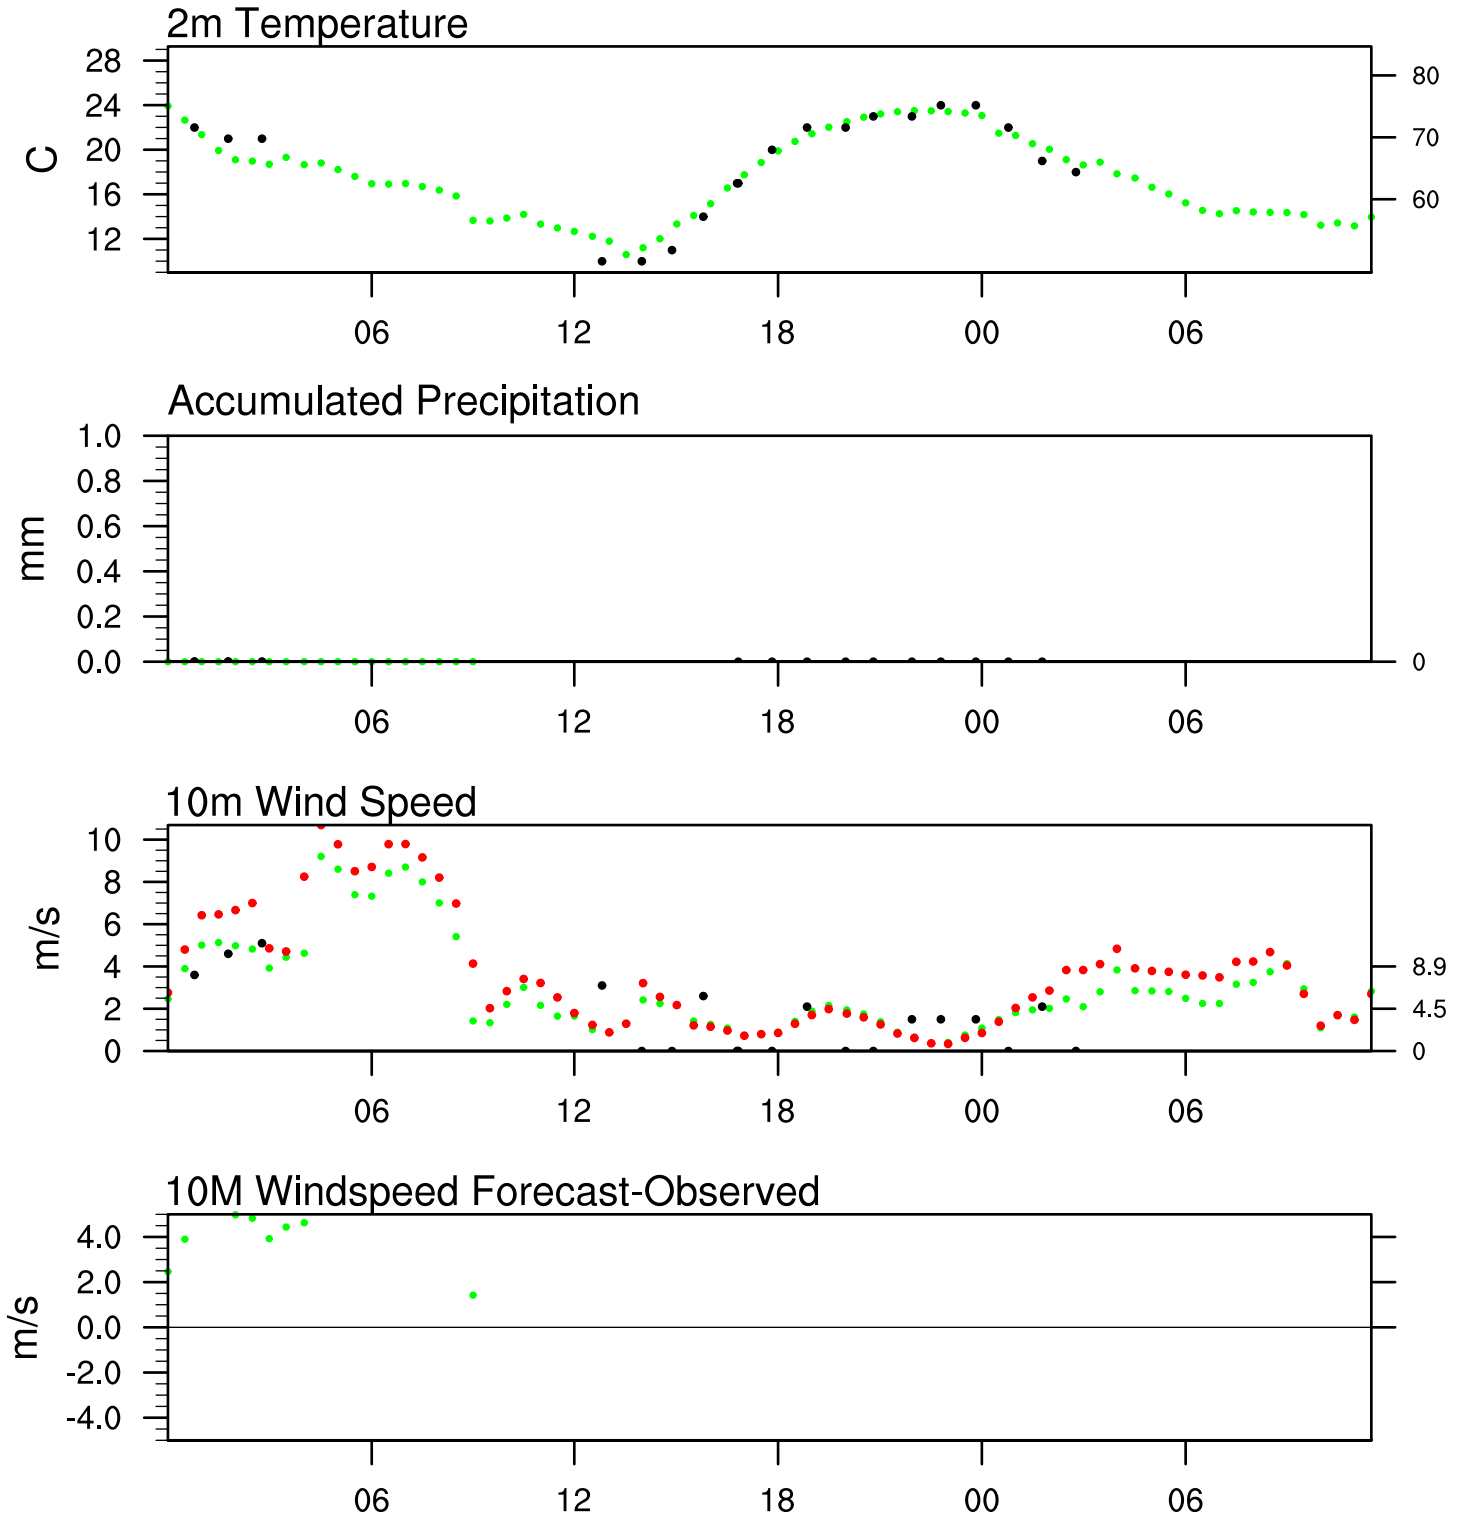 2m Temperature
28
24
20
16
12
C
80
70
60
06 12 18 00 06
Accumulated Precipitation
1.0
0.8
0.6
0.4
0.2
0.0
mm
0
06 12 18 00 06
10m Wind Speed
10
8
6
4
2
0
m/s
8.9
4.5
0
06 12 18 00 06
10M Windspeed Forecast-Observed
4.0
2.0
0.0
-2.0
-4.0
m/s
06 12 18 00 06